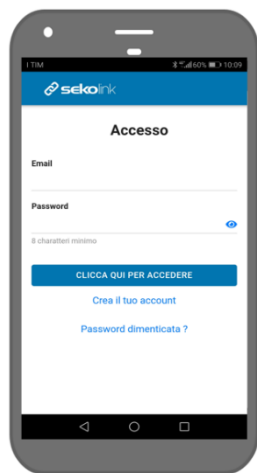 TIM
60% 10:09
sekolink
Accesso
Email
Password
8 charatteri minimo
CLICCA QUI PER ACCEDERE
Crea il tuo account
Password dimenticata ?